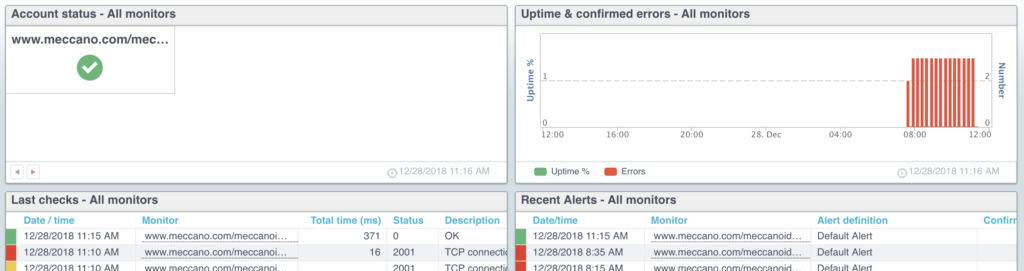 Account status - All monitors
www.meccano.com/mec...
12/28/2018 11:16 AM
Uptime & confirmed errors - All monitors
Uptime %
Number
1
2
0
0
12:00 16:00 20:00 28. Dec 04:00 08:00 12:00
Uptime % Errors
12/28/2018 11:16 AM
Last checks - All monitors
Date / time Monitor Total time (ms) Status Description
12/28/2018 11:15 AM www.meccano.com/meccanoi... 371 0 OK
12/28/2018 11:10 AM www.meccano.com/meccanoi... 16 2001 TCP connectio
12/28/2018 11:10 AM www.meccano.com/meccanoi... 2001 TCP connectio
Recent Alerts - All monitors
Date/time Monitor Alert definition Confirr
12/28/2018 11:15 AM www.meccano.com/meccanoid... Default Alert
12/28/2018 8:35 AM www.meccano.com/meccanoid... Default Alert
12/28/2018 8:15 AM www.meccano.com/meccanoid... Default Alert